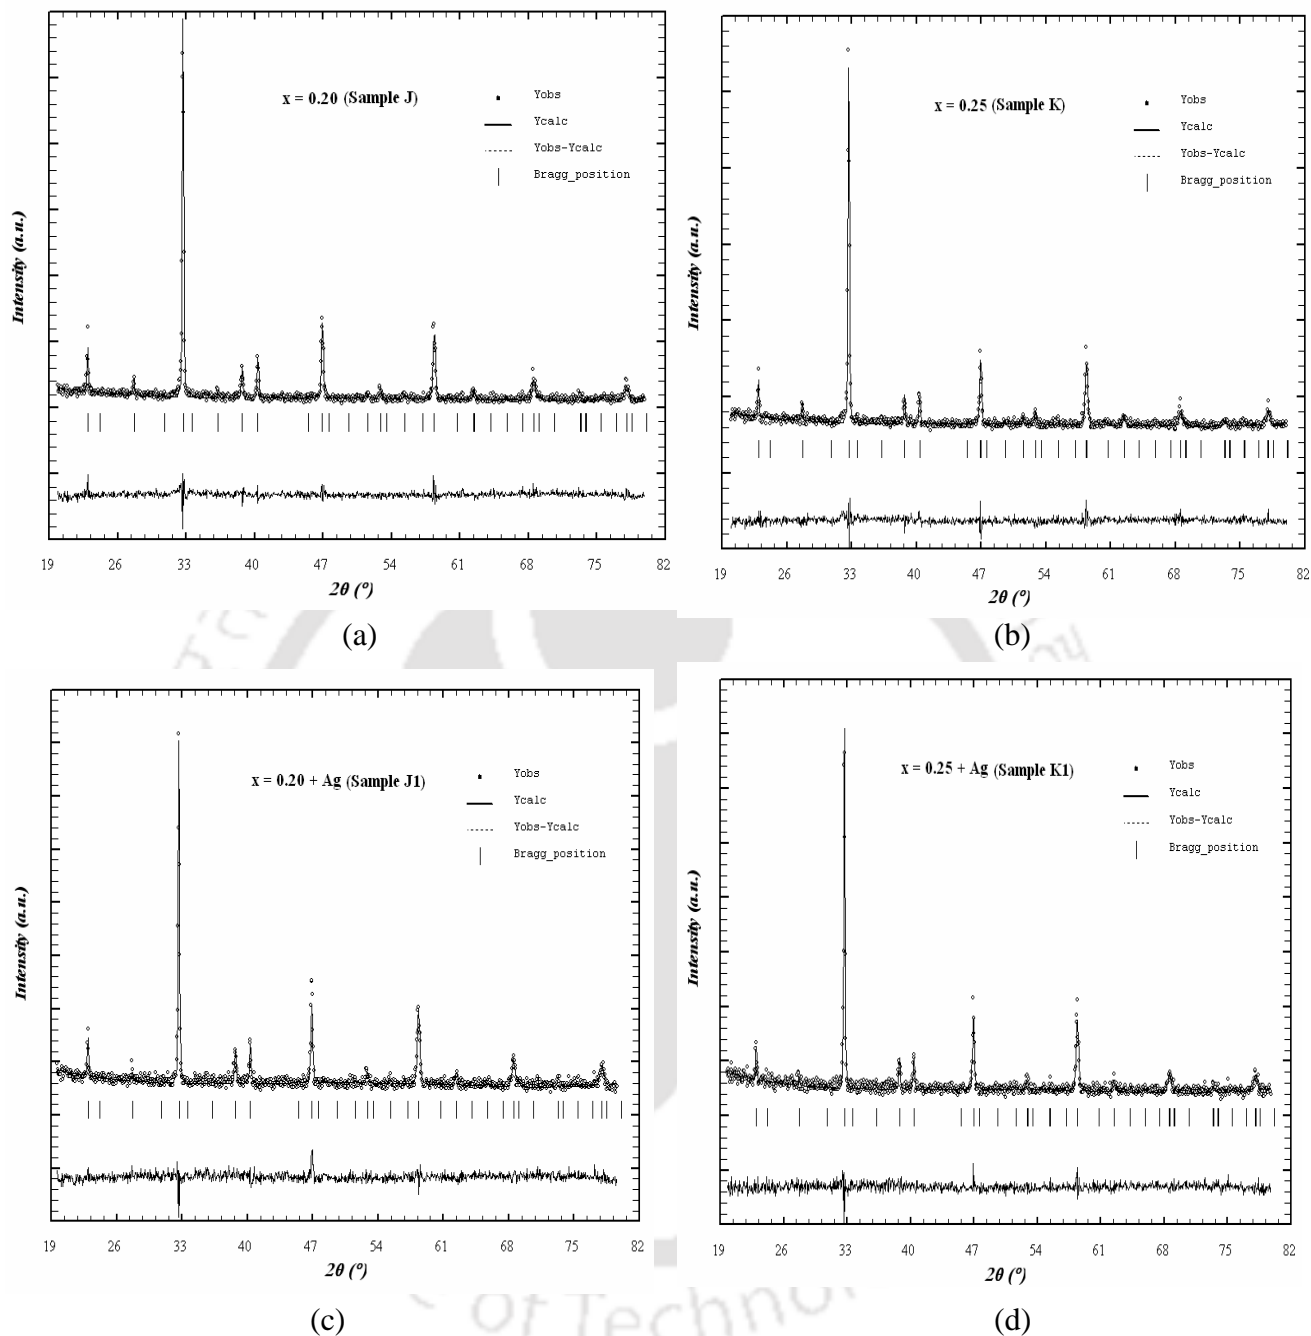 x = 0.20 (Sample J)
Yobs
Ycalc
Yobs-Ycalc
Bragg_position
Intensity (a.u.)
19 26 33 40 47 54 61 68 75 82
2θ (°)
(a)
x = 0.25 (Sample K)
Yobs
Ycalc
Yobs-Ycalc
Bragg_position
Intensity (a.u.)
19 26 33 40 47 54 61 68 75 82
2θ (°)
(b)
x = 0.20 + Ag (Sample J1)
Yobs
Ycalc
Yobs-Ycalc
Bragg_position
Intensity (a.u.)
19 26 33 40 47 54 61 68 75 82
2θ (°)
(c)
x = 0.25 + Ag (Sample K1)
Yobs
Ycalc
Yobs-Ycalc
Bragg_position
Intensity (a.u.)
19 26 33 40 47 54 61 68 75 82
2θ (°)
(d)
of Techno